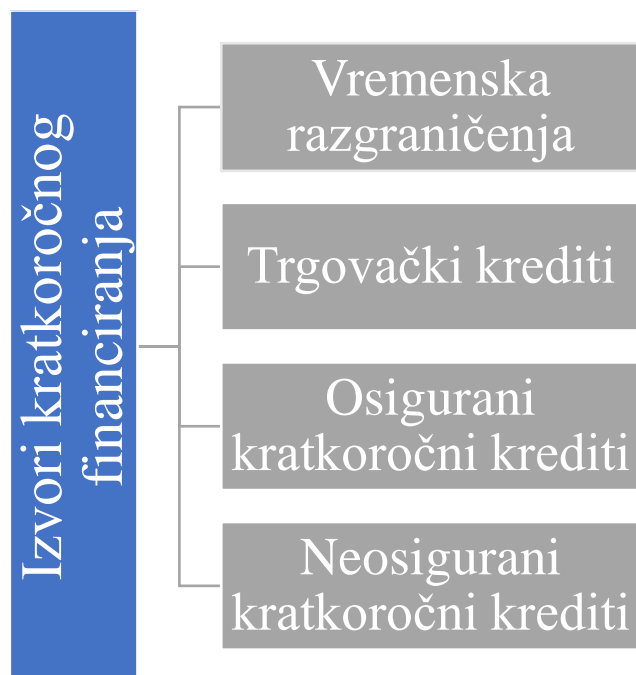 Izvori kratkoročnog
financiranja
Vremenska
razgraničenja
Trgovački krediti
Osigurani
kratkoročni krediti
Neosigurani
kratkoročni krediti